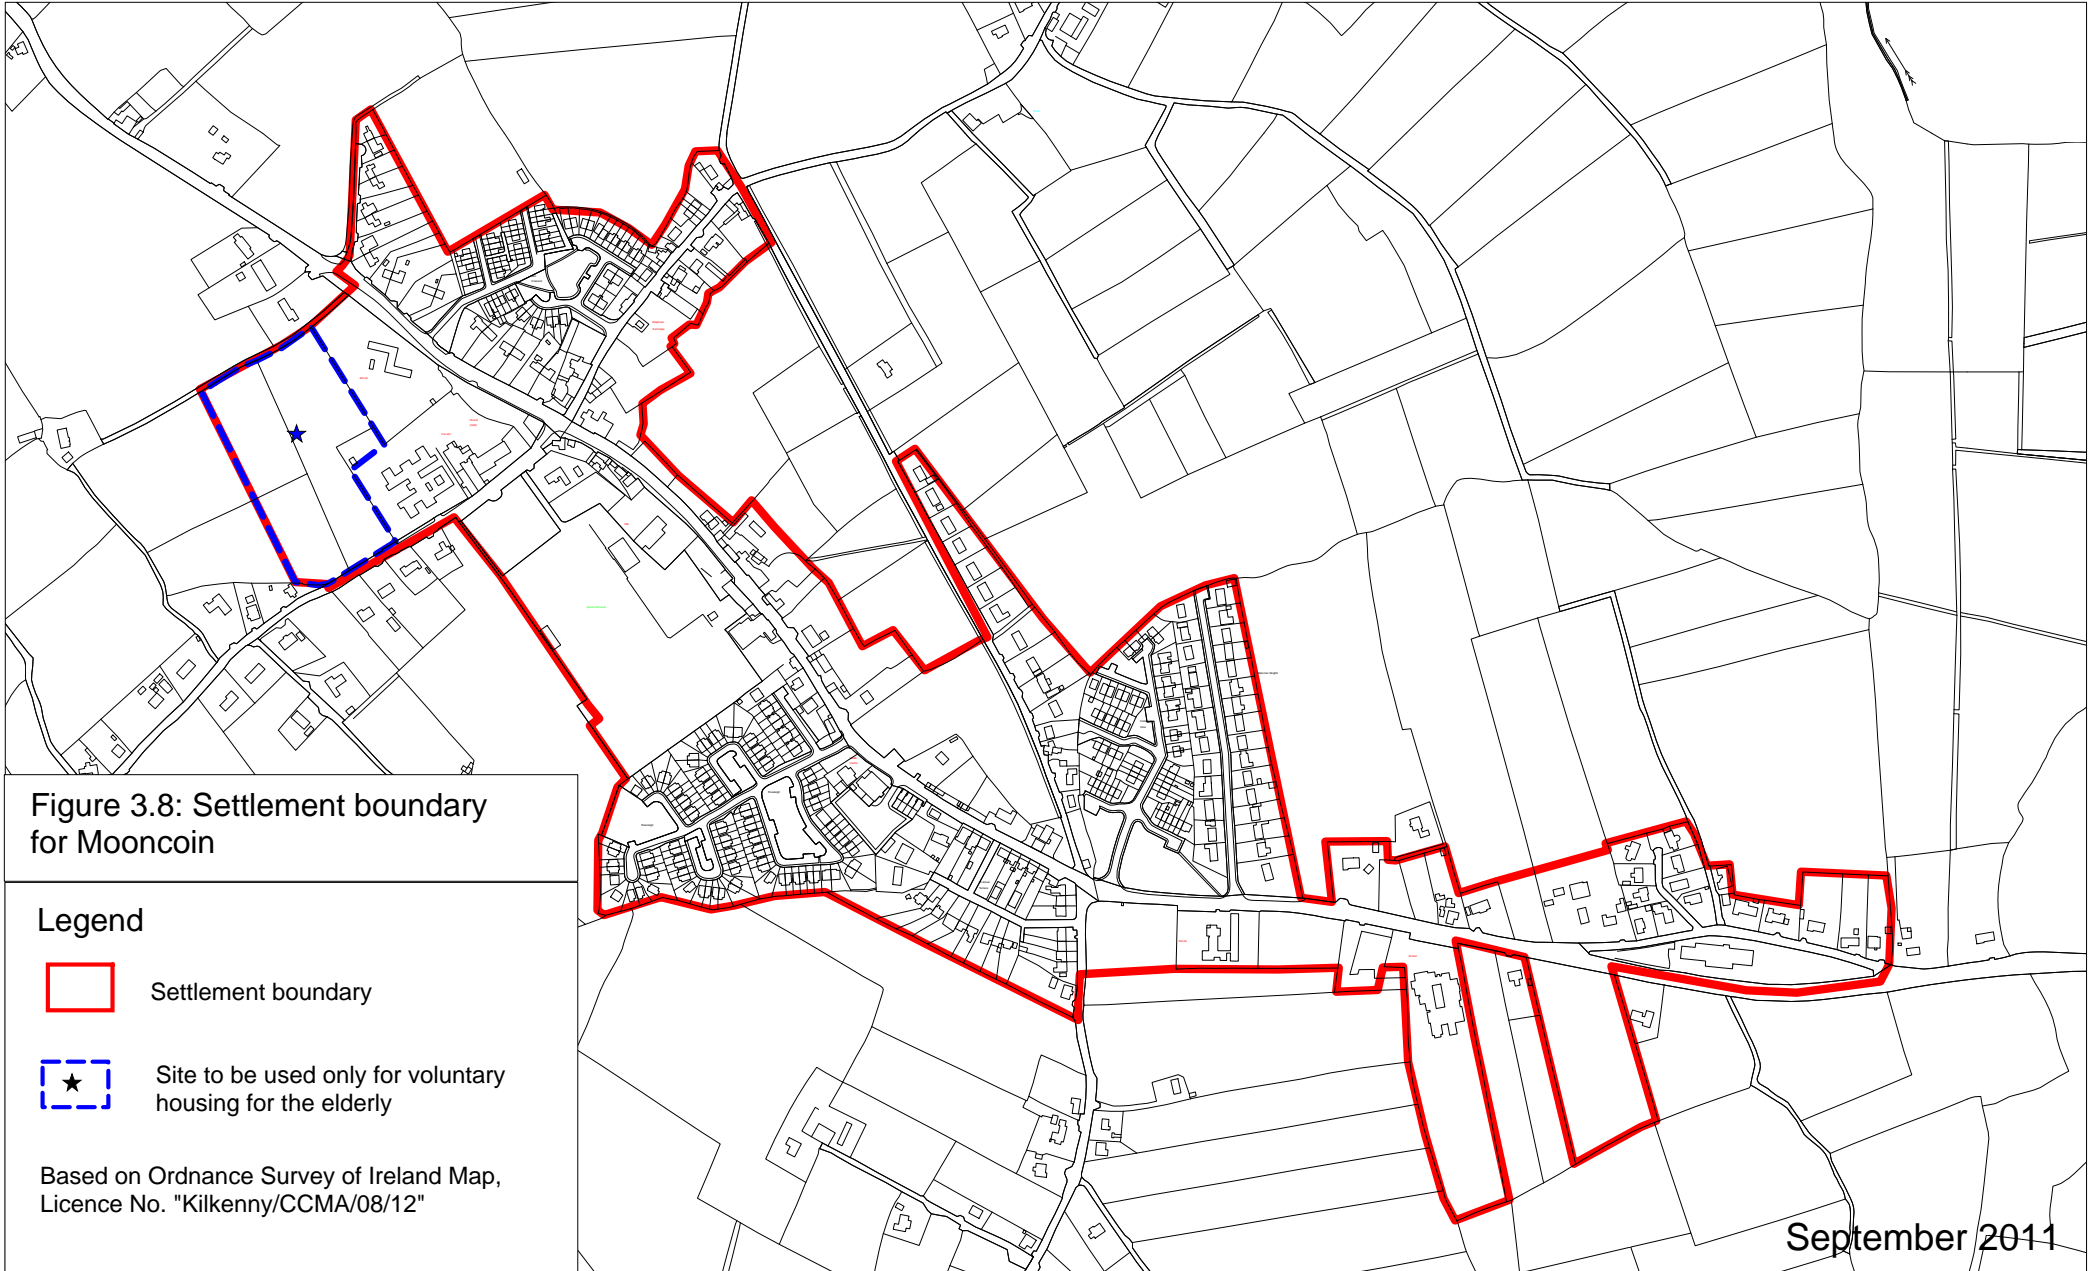 Figure 3.8: Settlement boundary
for Mooncoin
Legend
Settlement boundary
Site to be used only for voluntary
housing for the elderly
Based on Ordnance Survey of Ireland Map,
Licence No. "Kilkenny/CCMA/08/12"
September 2011